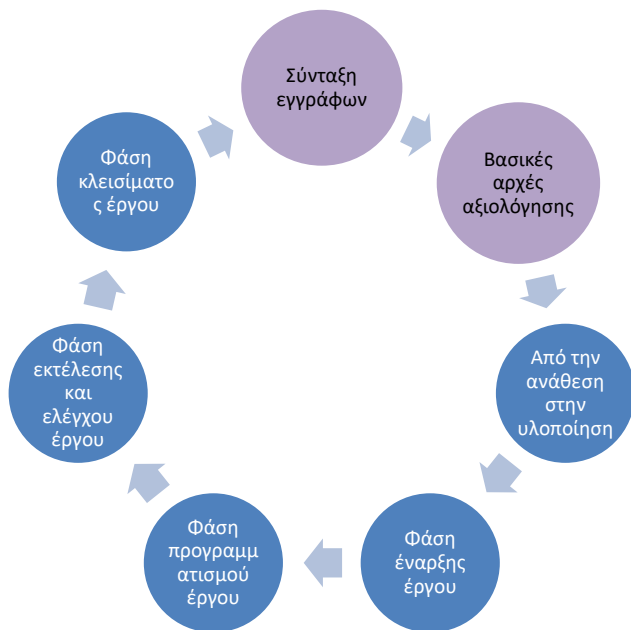 Σύνταξη
εγγράφων
Βασικές
αρχές
αξιολόγησης
Από την
ανάθεση
στην
υλοποίηση
Φάση
έναρξης
έργου
Φάση
προγραμμ
ατισμού
έργου
Φάση
εκτέλεσης
και
ελέγχου
έργου
Φάση
κλεισίματο
ς έργου